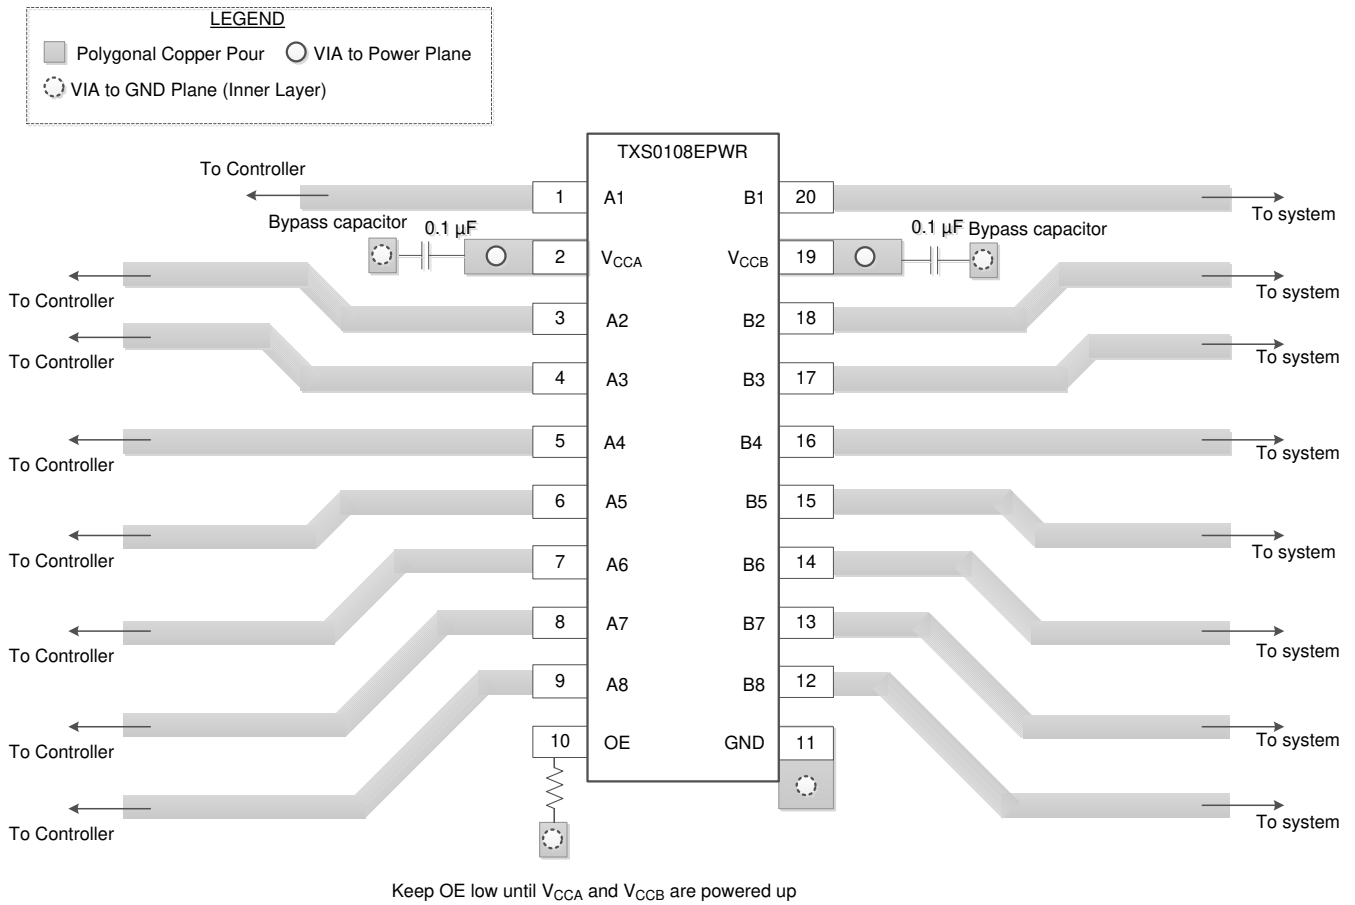 LEGEND
Polygonal Copper Pour
VIA to Power Plane
VIA to GND Plane (Inner Layer)
TXS0108EPWR
To Controller
1
A1
B1
20
To system
Bypass capacitor
0.1 µF
2
VCCA
VCCB
19
0.1 µF
Bypass capacitor
To Controller
3
A2
B2
18
To system
To Controller
4
A3
B3
17
To system
To Controller
5
A4
B4
16
To system
To Controller
6
A5
B5
15
To system
To Controller
7
A6
B6
14
To system
To Controller
8
A7
B7
13
To system
To Controller
9
A8
B8
12
To system
10
OE
GND
11
Keep OE low until VCCA and VCCB are powered up